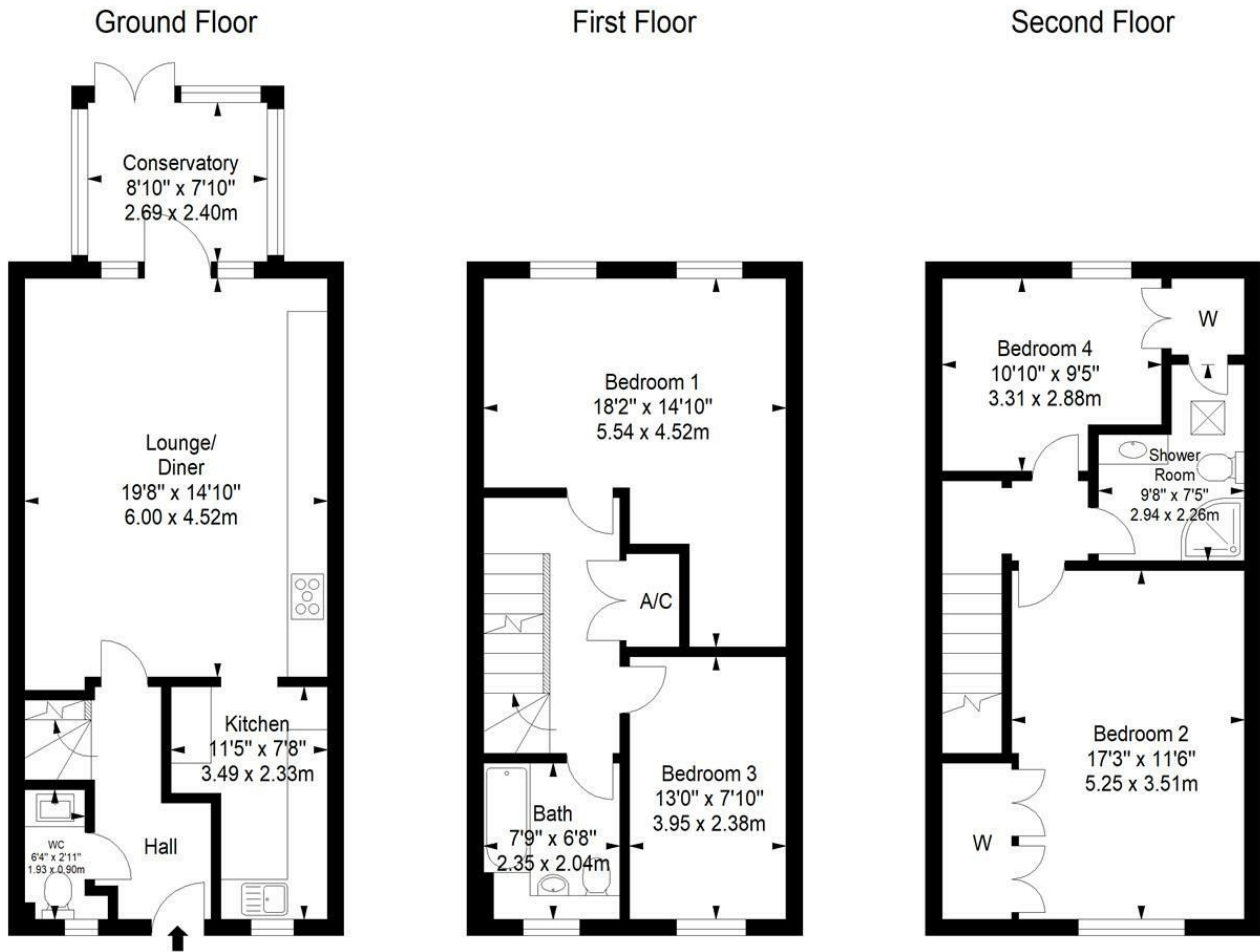 Ground Floor
First Floor
Second Floor
Conservatory
8'10" x 7'10"
2.69 x 2.40m
Lounge/
Diner
19'8" x 14'10"
6.00 x 4.52m
Kitchen
11'5" x 7'8"
3.49 x 2.33m
Hall
WC
6'4" x 2'11"
1.93 x 0.90m
Bedroom 1
18'2" x 14'10"
5.54 x 4.52m
A/C
Bedroom 3
13'0" x 7'10"
3.95 x 2.38m
Bath
7'9" x 6'8"
2.35 x 2.04m
Bedroom 4
10'10" x 9'5"
3.31 x 2.88m
W
Shower
Room
9'8" x 7'5"
2.94 x 2.26m
Bedroom 2
17'3" x 11'6"
5.25 x 3.51m
W